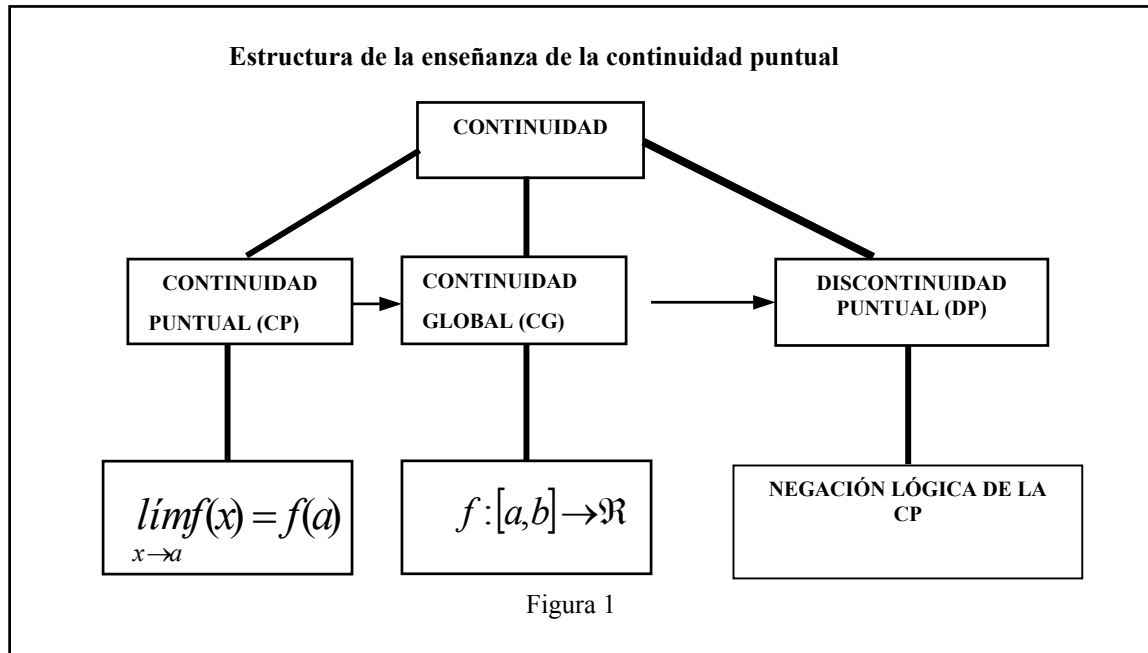 Estructura de la enseñanza de la continuidad puntual
CONTINUIDAD
CONTINUIDAD
PUNTUAL (CP)
CONTINUIDAD
GLOBAL (CG)
DISCONTINUIDAD
PUNTUAL (DP)
límf(x) = f(a)
x→a
f:[a,b]→ℜ
NEGACIÓN LÓGICA DE LA
CP
Figura 1